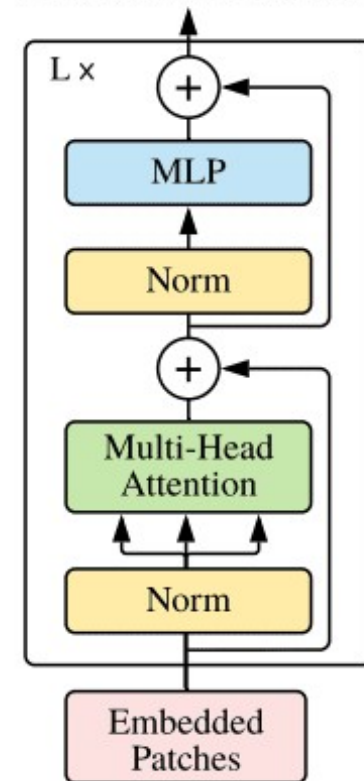 L ×
+
MLP
Norm
+
Multi-Head
Attention
Norm
Embedded
Patches